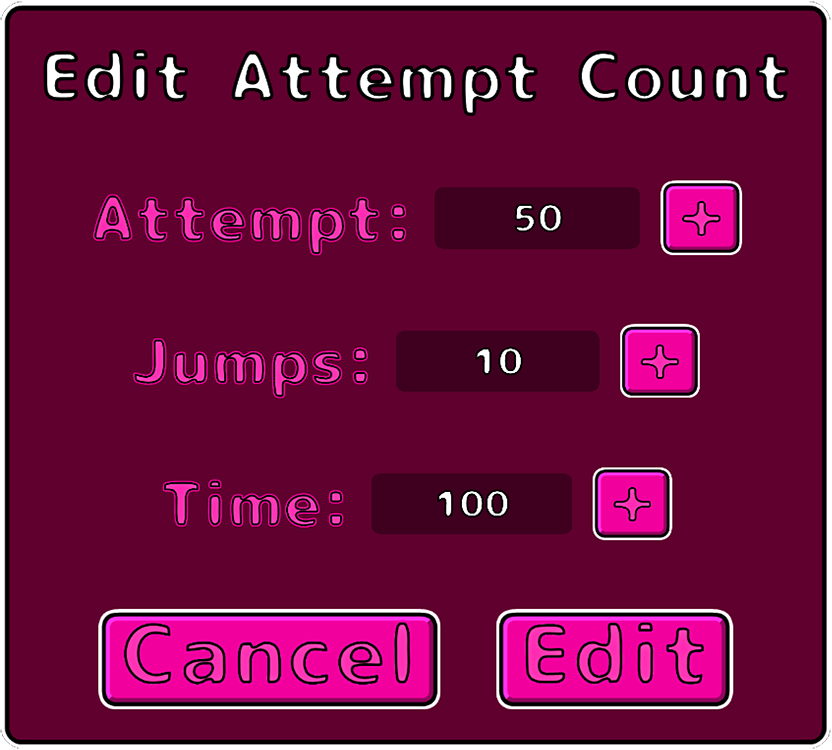 Edit Attempt Count
Attempt: 50 +
Jumps: 10 +
Time: 100 +
Cancel Edit